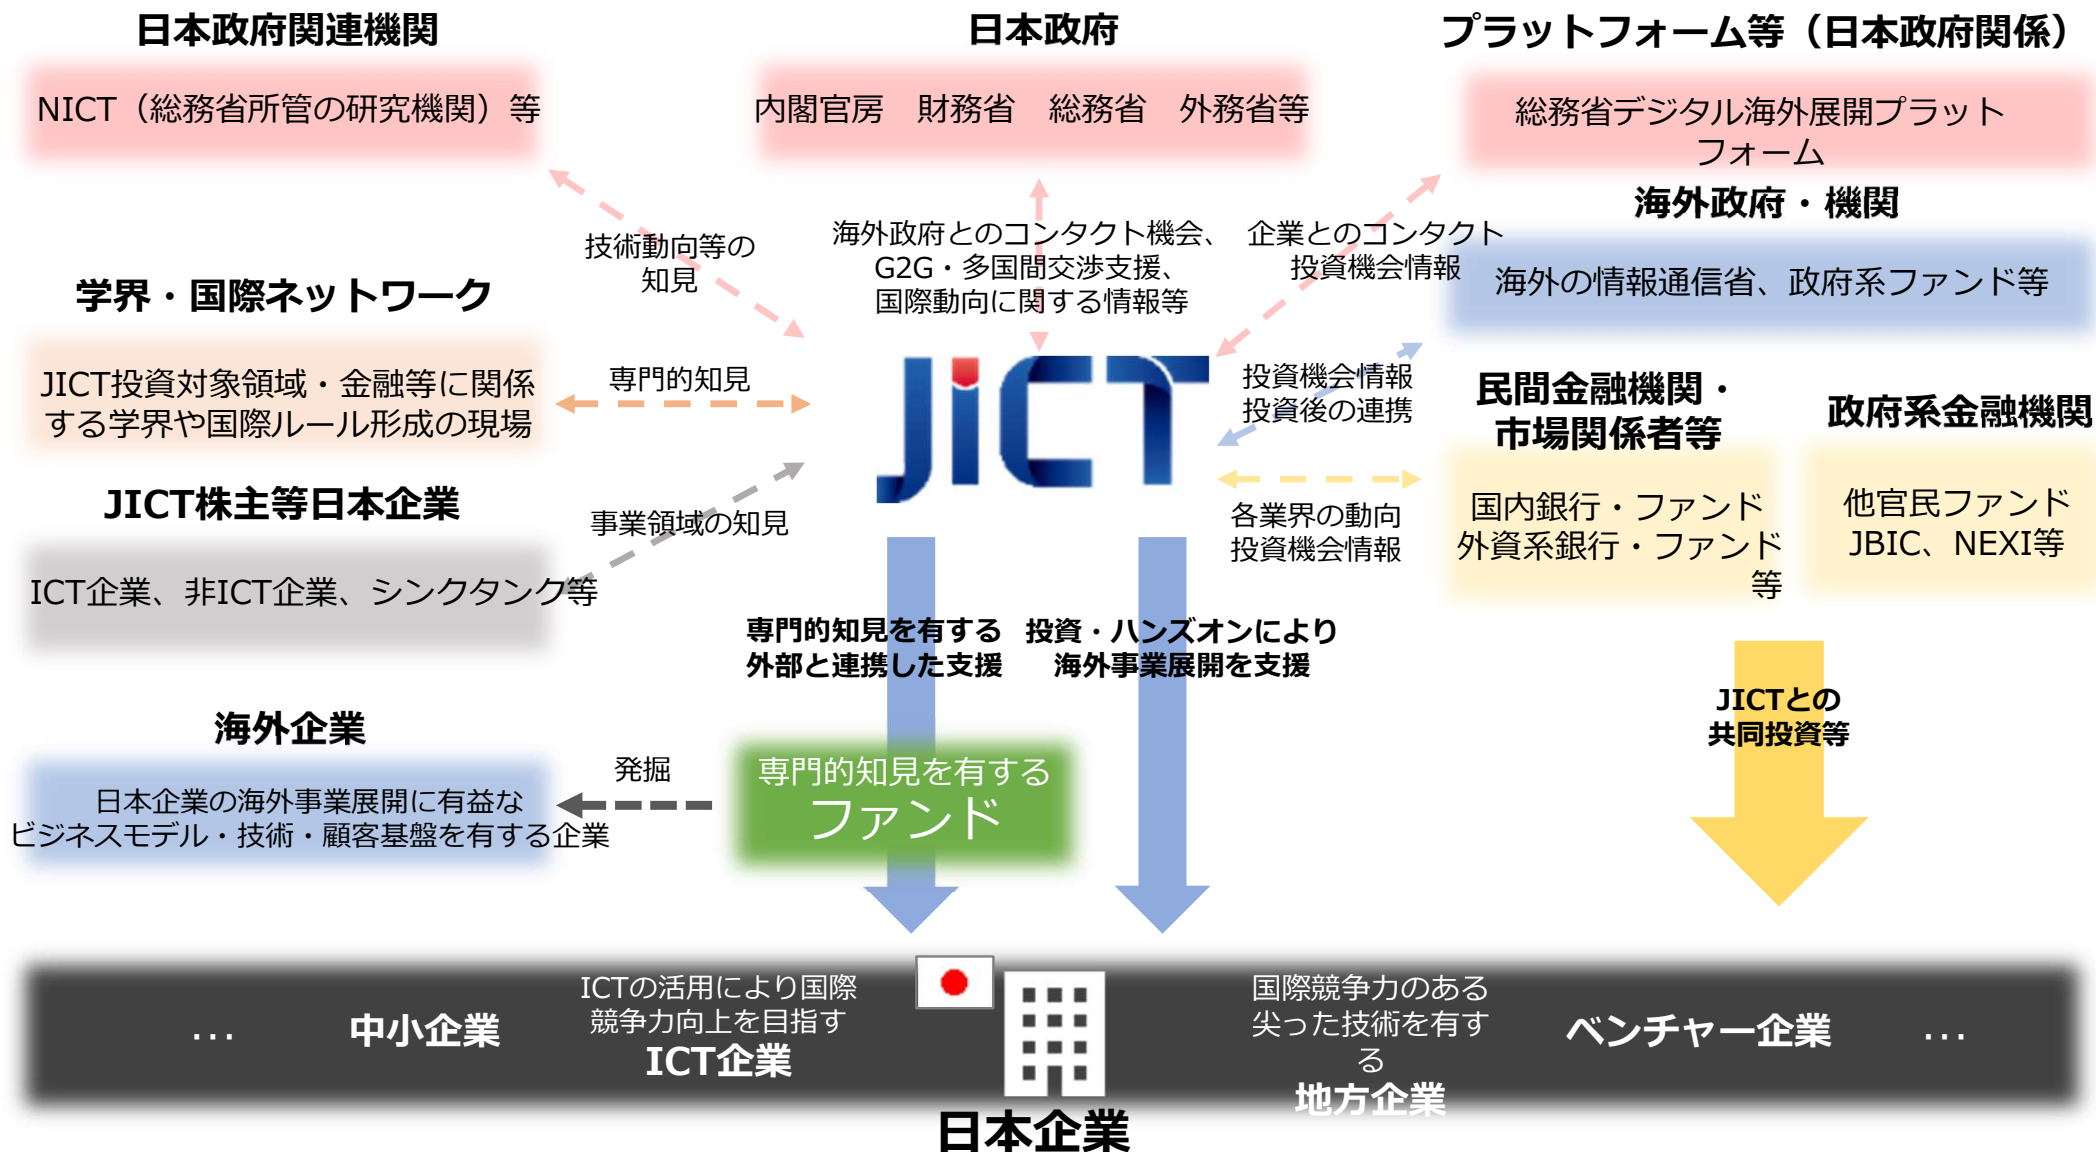 日本政府関連機関
NICT（総務省所管の研究機関）等
日本政府
内閣官房　財務省　総務省　外務省等
プラットフォーム等（日本政府関係）
総務省デジタル海外展開プラット
フォーム
海外政府・機関
海外の情報通信省、政府系ファンド等
技術動向等の
知見
海外政府とのコンタクト機会、
G2G・多国間交渉支援、
国際動向に関する情報等
企業とのコンタクト
投資機会情報
学界・国際ネットワーク
JICT投資対象領域・金融等に関係
する学界や国際ルール形成の現場
専門的知見
JICT
投資機会情報
投資後の連携
民間金融機関・
市場関係者等
国内銀行・ファンド
外資系銀行・ファンド
等
政府系金融機関
他官民ファンド
JBIC、NEXI等
JICT株主等日本企業
ICT企業、非ICT企業、シンクタンク等
事業領域の知見
各業界の動向
投資機会情報
専門的知見を有する
外部と連携した支援
投資・ハンズオンにより
海外事業展開を支援
JICTとの
共同投資等
海外企業
日本企業の海外事業展開に有益な
ビジネスモデル・技術・顧客基盤を有する企業
発掘
専門的知見を有する
ファンド
…
中小企業
ICTの活用により国際
競争力向上を目指す
ICT企業
国際競争力のある
尖った技術を有す
る
地方企業
ベンチャー企業
…
日本企業